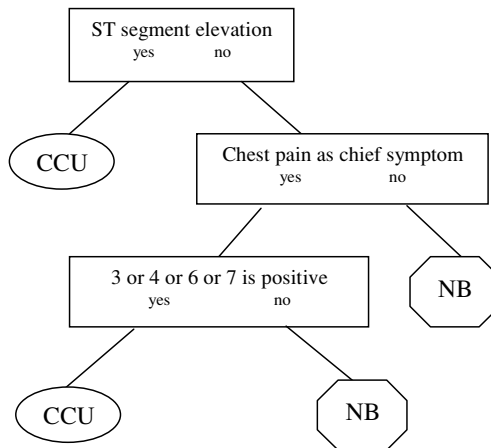 ST segment elevation
yes no
CCU
Chest pain as chief symptom
yes no
3 or 4 or 6 or 7 is positive
yes no
NB
CCU
NB